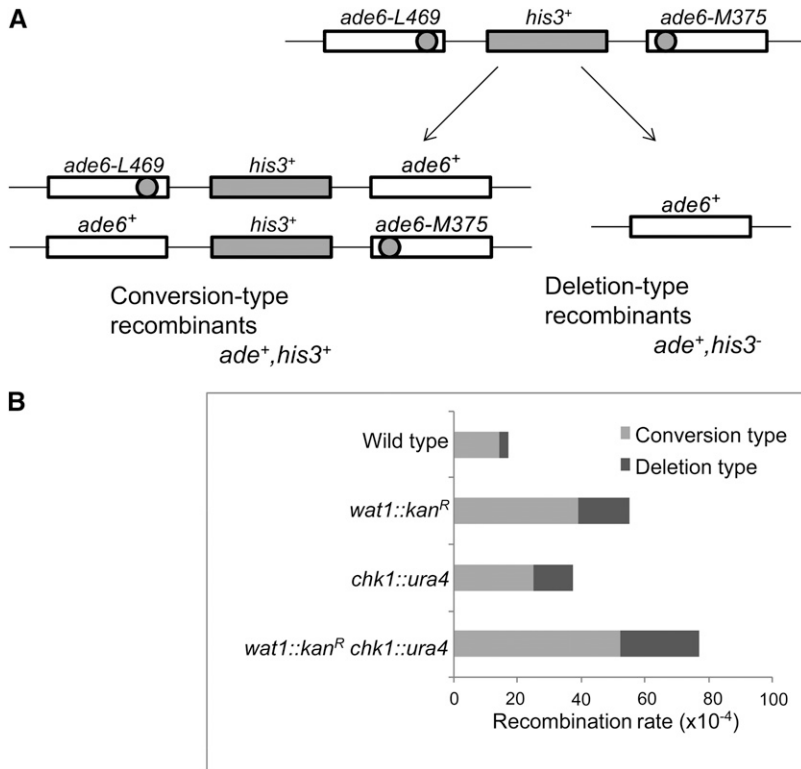 A
ade6-L469 his3+ ade6-M375
ade6-L469 his3+ ade6+
ade6+ his3+ ade6-M375
ade6+
Conversion-type
recombinants
ade+,his3+
Deletion-type
recombinants
ade+,his3-
B
Wild type
wat1::kanR
chk1::ura4
wat1::kanR chk1::ura4
Conversion type
Deletion type
0 20 40 60 80 100
Recombination rate (x10-4)